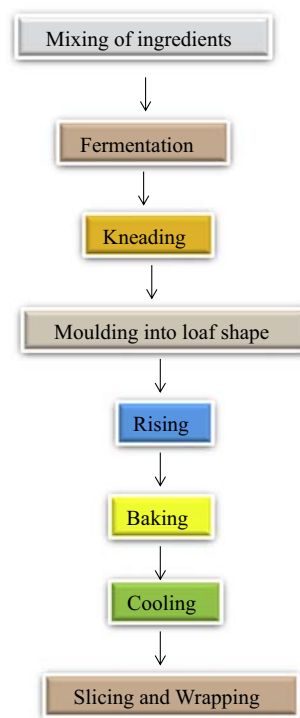 Mixing of ingredients
Fermentation
Kneading
Moulding into loaf shape
Rising
Baking
Cooling
Slicing and Wrapping